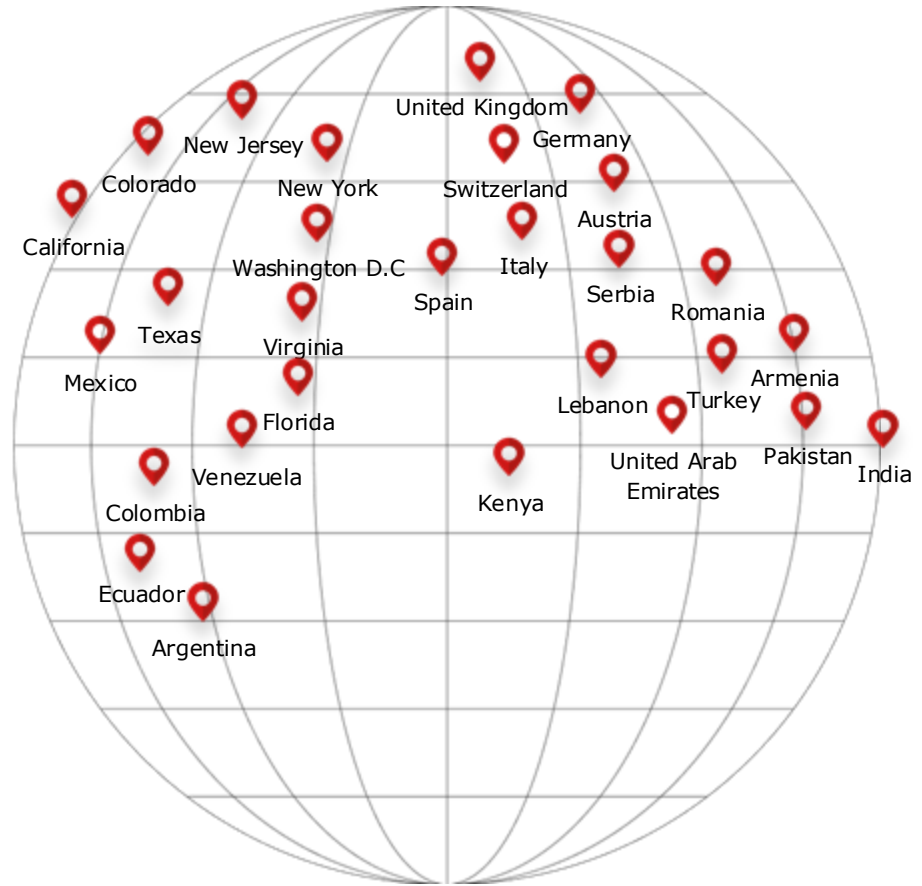 United Kingdom
Germany
New Jersey
Colorado
New York
Switzerland
Austria
California
Washington D.C
Italy
Serbia
Spain
Romania
Texas
Virginia
Mexico
Armenia
Turkey
Lebanon
Florida
Pakistan
United Arab
Emirates
India
Venezuela
Kenya
Colombia
Ecuador
Argentina